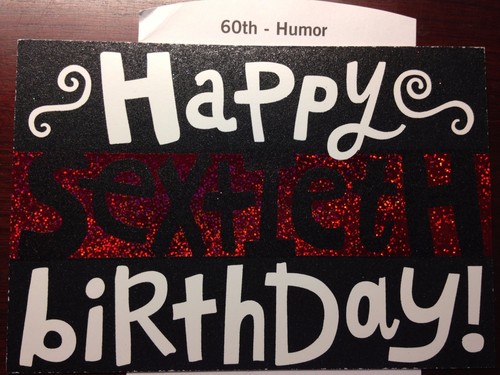 60th - Humor
Happy
SextIetH
biRthDay!